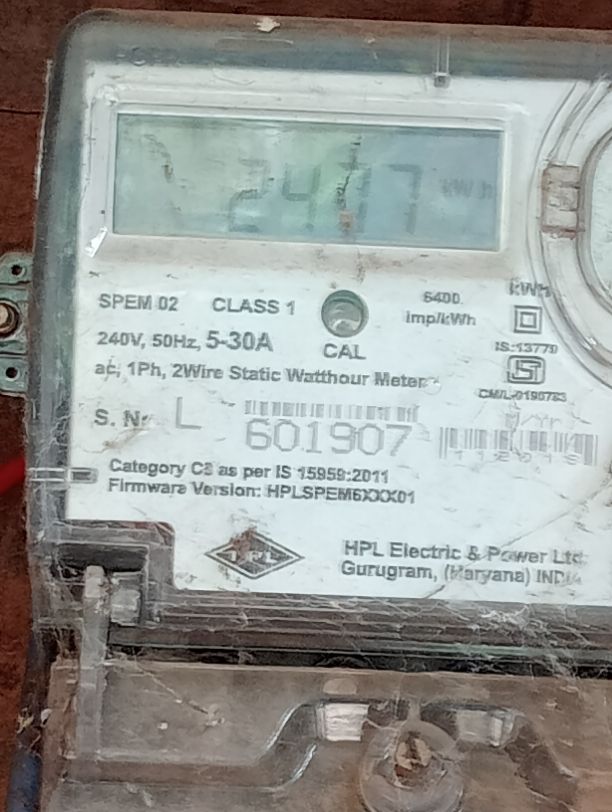 kWh
SPEM 02 CLASS 1
6400
imp/kWh
kWh
240V, 50Hz, 5-30A
CAL
IS:13779
ac, 1Ph, 2Wire Static Watthour Meter
S. Nr L
601907
Category C3 as per IS 15959:2011
Firmware Version: HPLSPEM6XXX01
HPL
HPL Electric & Power Ltd
Gurugram, (Haryana) INDIA